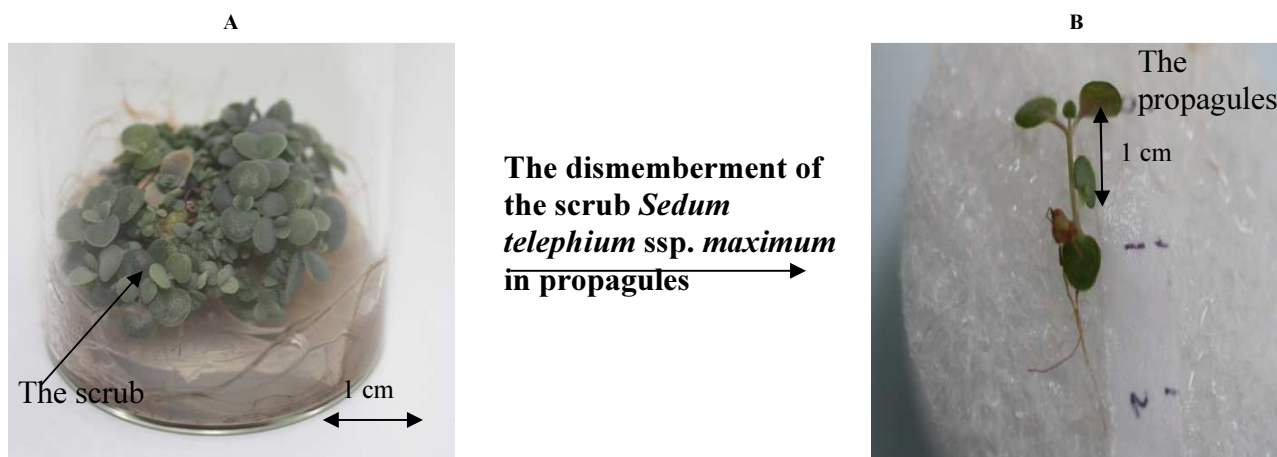 A
B
The
propagules
1 cm
The dismemberment of
the scrub Sedum
telephium ssp. maximum
in propagules
The scrub
1 cm